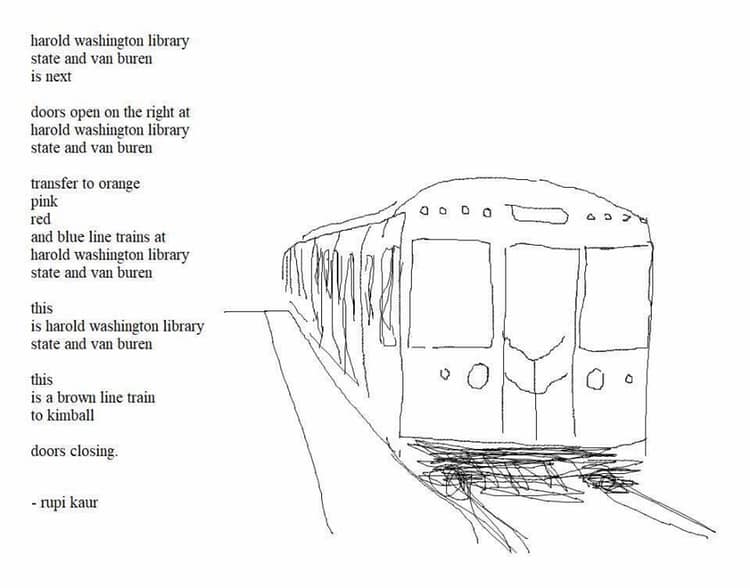 harold washington library
state and van buren
is next
doors open on the right at
harold washington library
state and van buren
transfer to orange
pink
red
and blue line trains at
harold washington library
state and van buren
this
is harold washington library
state and van buren
this
is a brown line train
to kimball
doors closing.
- rupi kaur